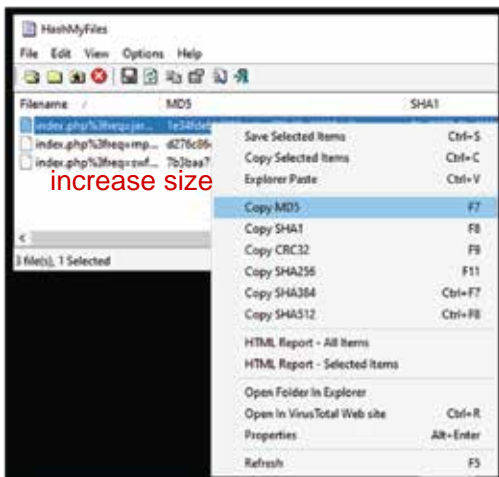 HashMyFiles
File Edit View Options Help
Filename / MD5 SHA1
index.php%3freq=jar...
index.php%3freq=mp... d276c86
index.php%3freq=swf... 7b3baa7
increase size
3 file(s), 1 Selected
Save Selected Items Ctrl+S
Copy Selected Items Ctrl+C
Explorer Paste Ctrl+V
Copy MD5 F7
Copy SHA1 F8
Copy CRC32 F9
Copy SHA256 F11
Copy SHA384 Ctrl+F7
Copy SHA512 Ctrl+F8
HTML Report - All Items
HTML Report - Selected Items
Open Folder In Explorer
Open In VirusTotal Web site Ctrl+R
Properties Alt+Enter
Refresh F5